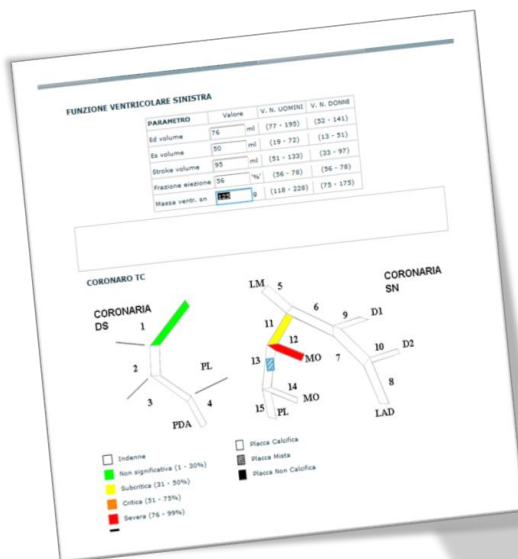 FUNZIONE VENTRICOLARE SINISTRA
PARAMETRO Valore V. N. UOMINI V. N. DONNE
Ed volume 76 ml (77 - 195) (52 - 141)
Es volume 50 ml (19 - 72) (13 - 51)
Stroke volume 95 ml (51 - 133) (33 - 97)
Frazione eiezione 56 '%' (56 - 78) (56 - 78)
Massa ventr. sn 125 g (118 - 228) (75 - 175)
CORONARO TC
CORONARIA DS
1
2
3
4
PL
PDA
CORONARIA SN
LM
5
6
9
D1
11
12
MO
7
10
D2
13
14
MO
8
15
PL
LAD
Indenne
Non significativa (1 - 30%)
Subcritica (31 - 50%)
Critica (51 - 75%)
Severa (76 - 99%)
Placca Calcifica
Placca Mista
Placca Non Calcifica